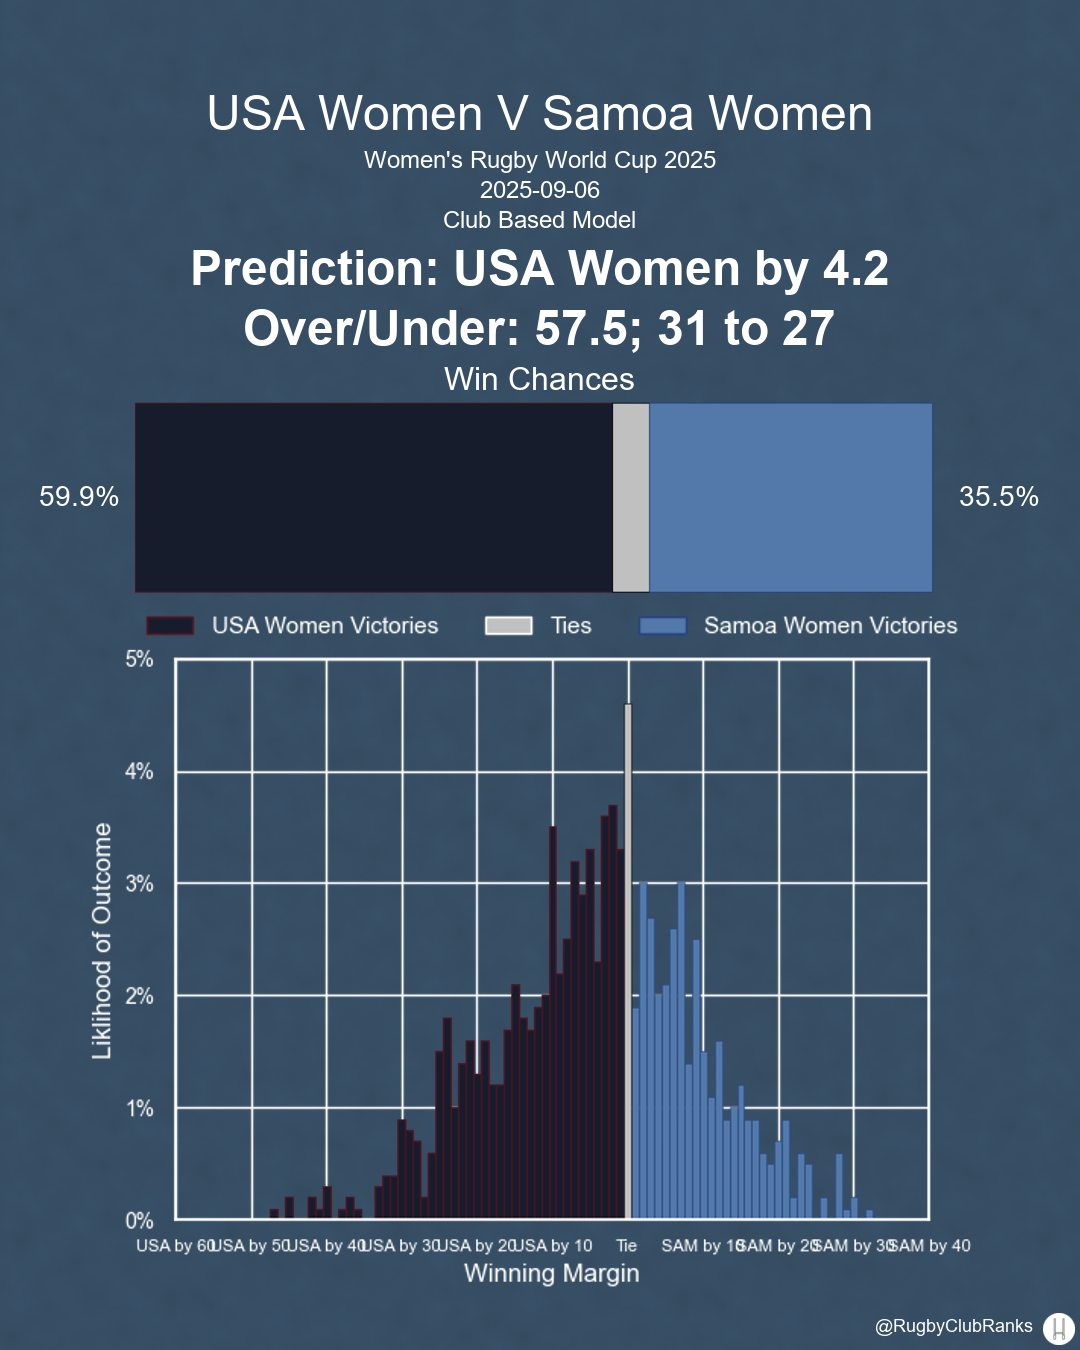 USA Women V Samoa Women
Women's Rugby World Cup 2025
2025-09-06
Club Based Model
Prediction: USA Women by 4.2
Over/Under: 57.5; 31 to 27
Win Chances
59.9%
35.5%
USA Women Victories
Ties
Samoa Women Victories
5%
4%
3%
2%
1%
0%
Liklihood of Outcome
USA by 60 USA by 50 USA by 40 USA by 30 USA by 20 USA by 10 Tie SAM by 10 SAM by 20 SAM by 30 SAM by 40
Winning Margin
@RugbyClubRanks